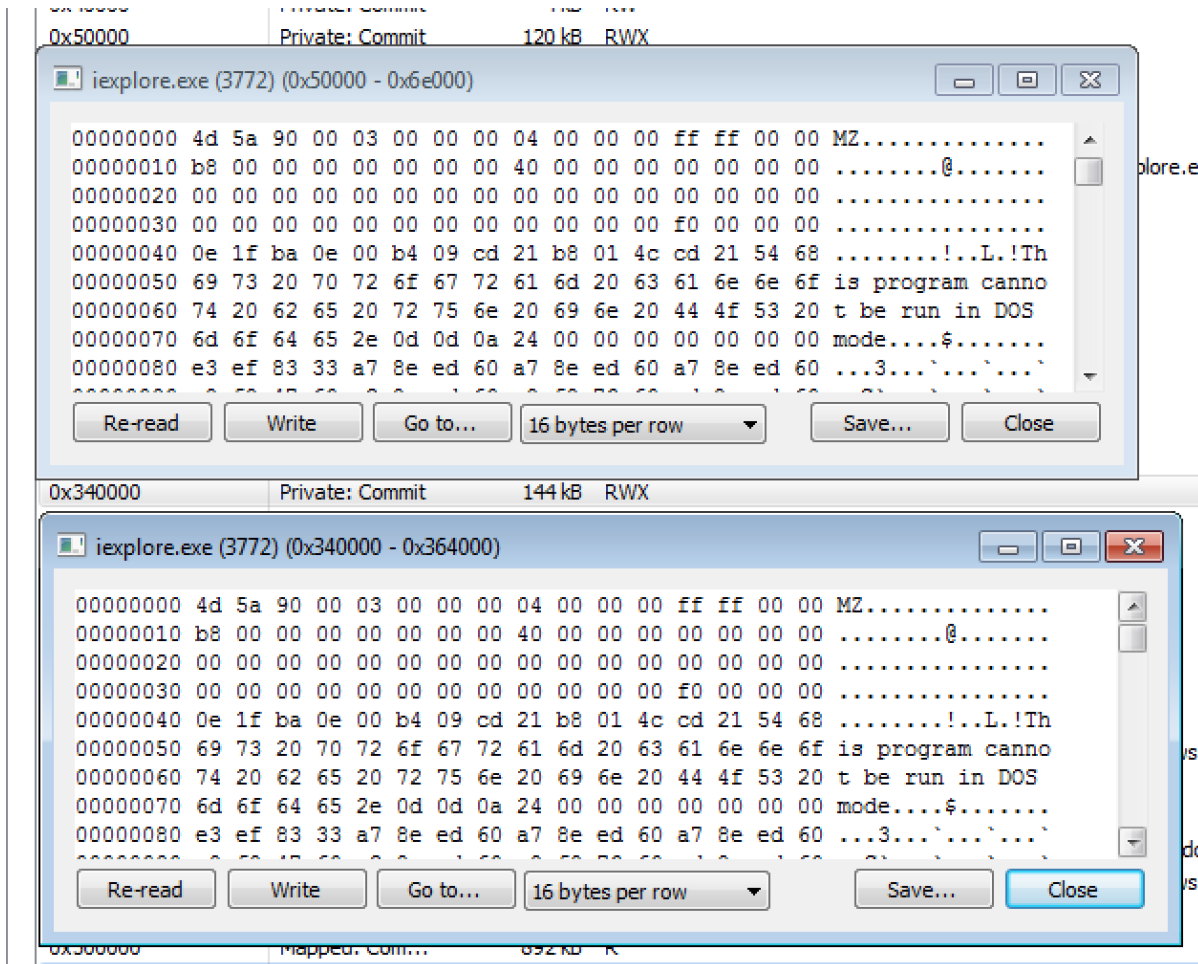 0x50000 Private: Commit 120 kB RWX
iexplore.exe (3772) (0x50000 - 0x6e000)
00000000 4d 5a 90 00 03 00 00 00 04 00 00 00 ff ff 00 00 MZ..............
00000010 b8 00 00 00 00 00 00 00 40 00 00 00 00 00 00 00 ........@.......
plore.e
00000020 00 00 00 00 00 00 00 00 00 00 00 00 00 00 00 00 ................
00000030 00 00 00 00 00 00 00 00 00 00 00 00 f0 00 00 00 ................
00000040 0e 1f ba 0e 00 b4 09 cd 21 b8 01 4c cd 21 54 68 ........!..L.!Th
00000050 69 73 20 70 72 6f 67 72 61 6d 20 63 61 6e 6e 6f is program canno
00000060 74 20 62 65 20 72 75 6e 20 69 6e 20 44 4f 53 20 t be run in DOS
00000070 6d 6f 64 65 2e 0d 0d 0a 24 00 00 00 00 00 00 00 mode....$.......
00000080 e3 ef 83 33 a7 8e ed 60 a7 8e ed 60 a7 8e ed 60 ...3...`...`...`
Re-read Write Go to... 16 bytes per row Save... Close
0x340000 Private: Commit 144 kB RWX
iexplore.exe (3772) (0x340000 - 0x364000)
00000000 4d 5a 90 00 03 00 00 00 04 00 00 00 ff ff 00 00 MZ..............
00000010 b8 00 00 00 00 00 00 00 40 00 00 00 00 00 00 00 ........@.......
00000020 00 00 00 00 00 00 00 00 00 00 00 00 00 00 00 00 ................
00000030 00 00 00 00 00 00 00 00 00 00 00 00 f0 00 00 00 ................
00000040 0e 1f ba 0e 00 b4 09 cd 21 b8 01 4c cd 21 54 68 ........!..L.!Th
00000050 69 73 20 70 72 6f 67 72 61 6d 20 63 61 6e 6e 6f is program canno
00000060 74 20 62 65 20 72 75 6e 20 69 6e 20 44 4f 53 20 t be run in DOS
00000070 6d 6f 64 65 2e 0d 0d 0a 24 00 00 00 00 00 00 00 mode....$.......
00000080 e3 ef 83 33 a7 8e ed 60 a7 8e ed 60 a7 8e ed 60 ...3...`...`...`
Re-read Write Go to... 16 bytes per row Save... Close